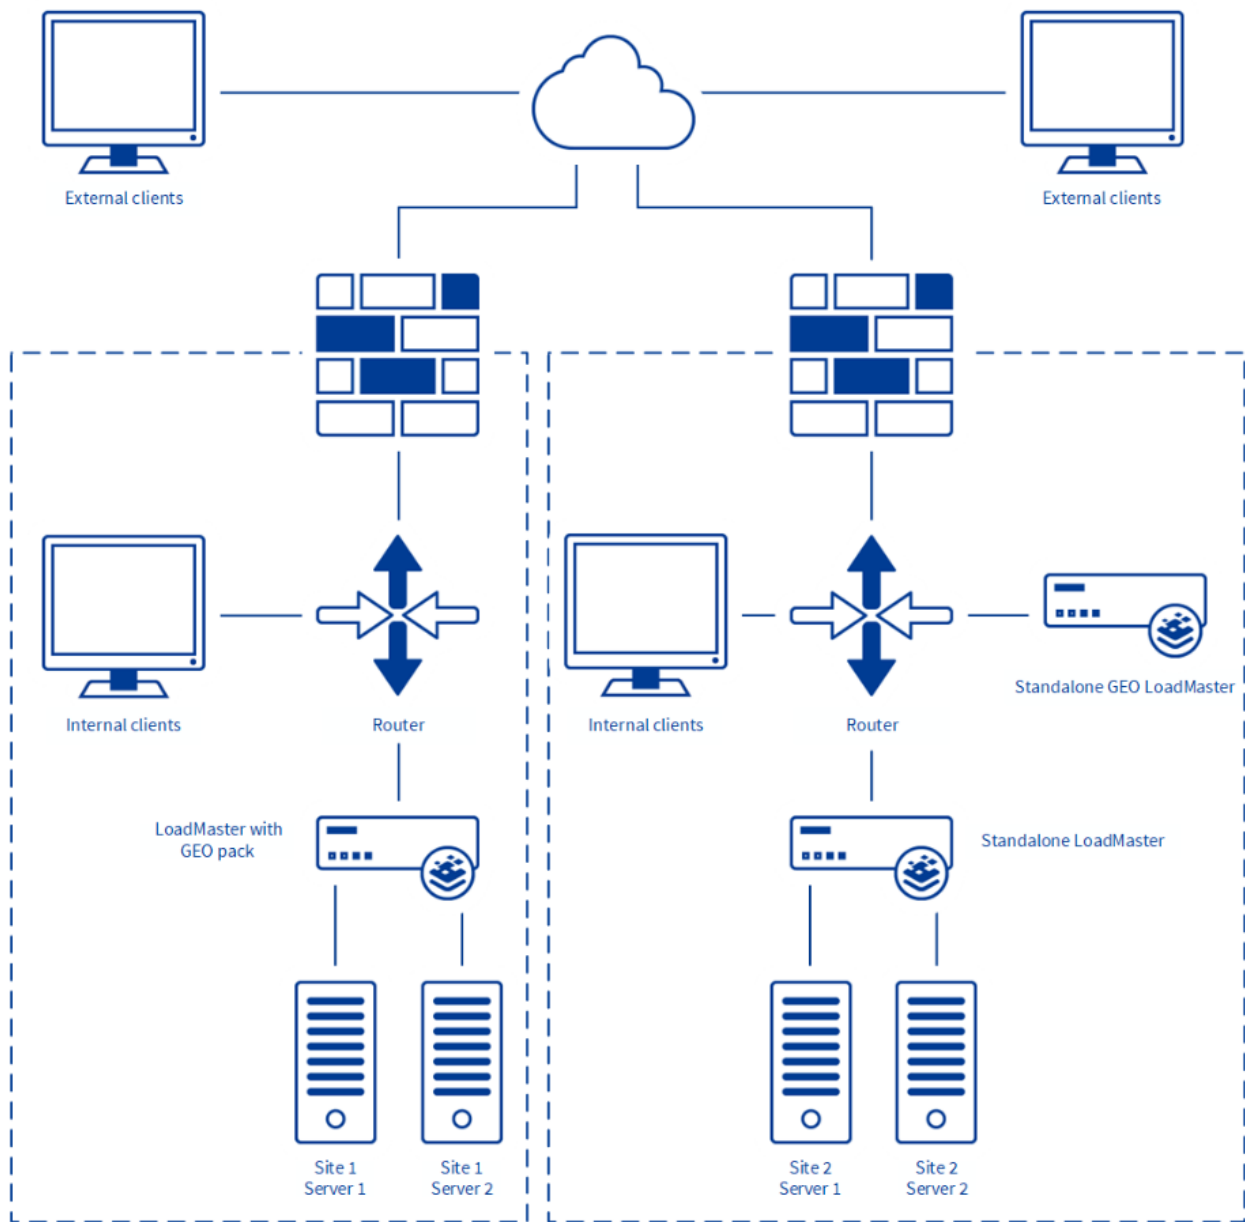 External clients
External clients
Internal clients
Router
Internal clients
Router
Standalone GEO LoadMaster
LoadMaster with
GEO pack
Standalone LoadMaster
Site 1
Server 1
Site 1
Server 2
Site 2
Server 1
Site 2
Server 2